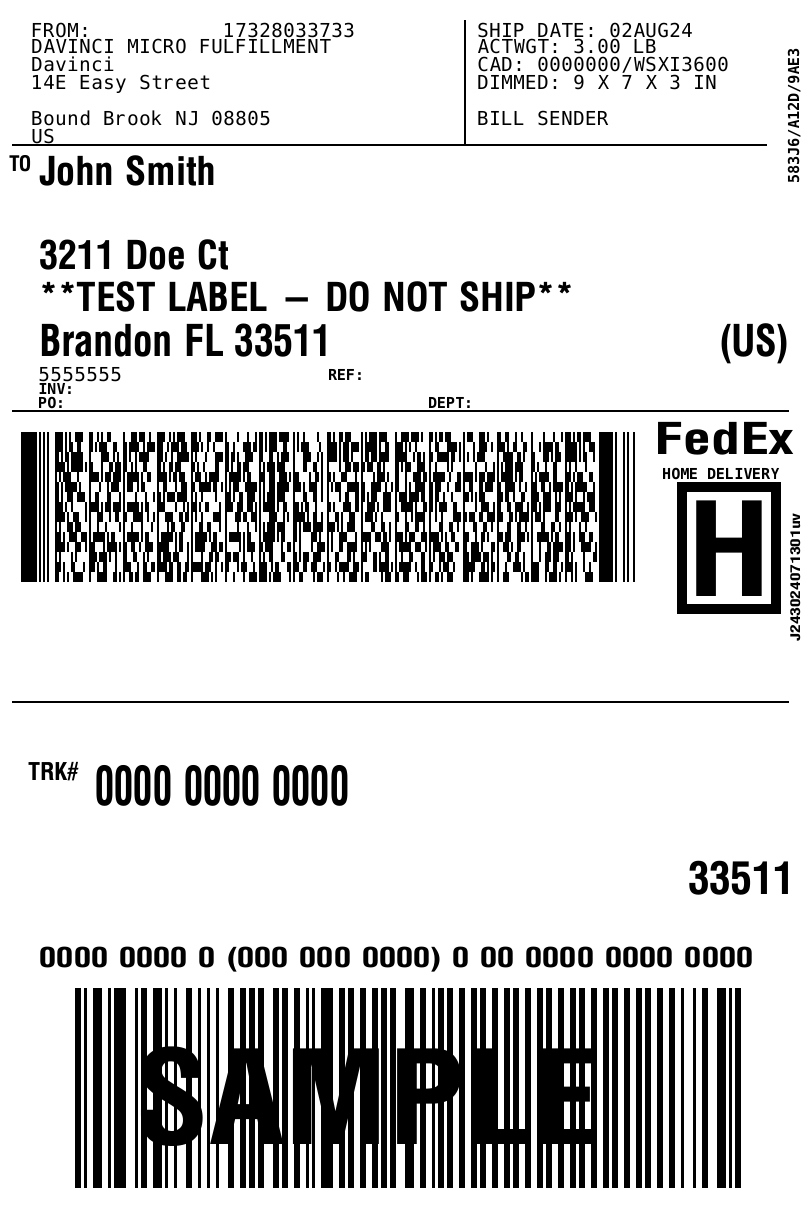 FROM: 17328033733
DAVINCI MICRO FULFILLMENT
Davinci
14E Easy Street
Bound Brook NJ 08805
US
SHIP DATE: 02AUG24
ACTWGT: 3.00 LB
CAD: 0000000/WSXI3600
DIMMED: 9 X 7 X 3 IN
BILL SENDER
583J6/A12D/9AE3
TO John Smith
3211 Doe Ct
**TEST LABEL – DO NOT SHIP**
Brandon FL 33511 (US)
5555555 REF:
INV:
PO: DEPT:
FedEx
HOME DELIVERY
H
J243024071301uv
TRK# 0000 0000 0000
33511
0000 0000 0 (000 000 0000) 0 00 0000 0000 0000
SAMPLE